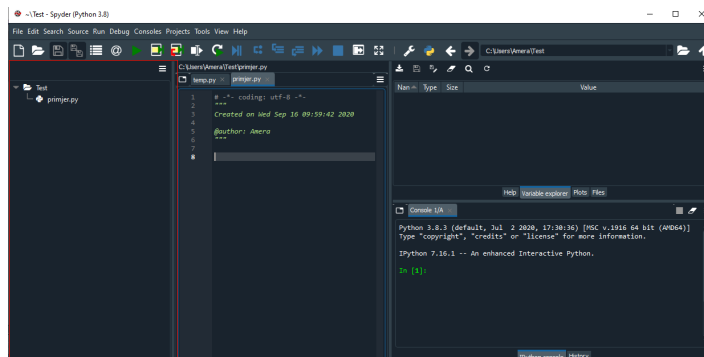 ~\Test - Spyder (Python 3.8)
File Edit Search Source Run Debug Consoles Projects Tools View Help
C:\Users\Amera\Test
C:\Users\Amera\Test\primjer.py
temp.py
primjer.py
Test
primjer.py
1 # -*- coding: utf-8 -*-
2 """
3 Created on Wed Sep 16 09:59:42 2020
4
5 @author: Amera
6 """
7
8
Nan Type Size Value
Help Variable explorer Plots Files
Console 1/A
Python 3.8.3 (default, Jul 2 2020, 17:30:36) [MSC v.1916 64 bit (AMD64)]
Type "copyright", "credits" or "license" for more information.
IPython 7.16.1 -- An enhanced Interactive Python.
In [1]:
IPython console History